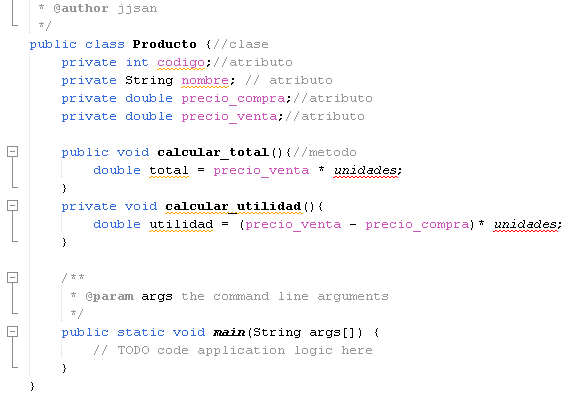 * @author jjsan
*/
public class Producto {//clase
private int codigo;//atributo
private String nombre; // atributo
private double precio_compra;//atributo
private double precio_venta;//atributo
public void calcular_total(){//metodo
double total = precio_venta * unidades;
}
private void calcular_utilidad(){
double utilidad = (precio_venta - precio_compra)* unidades;
}
/**
* @param args the command line arguments
*/
public static void main(String args[]) {
// TODO code application logic here
}
}